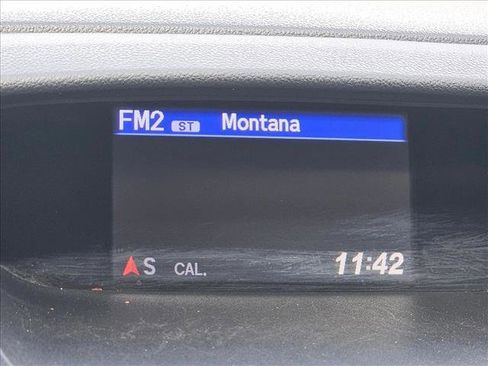 FM2 ST Montana
S CAL. 11:42